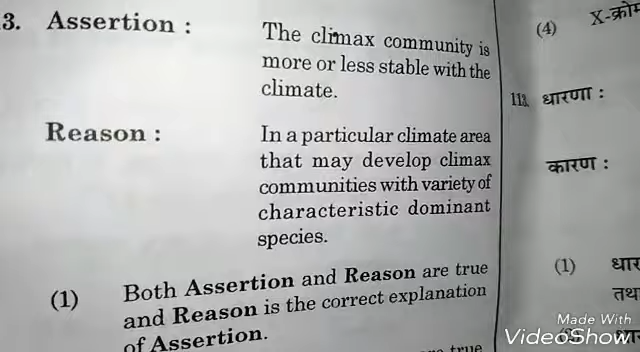 3. Assertion :
The climax community is
more or less stable with the
climate.
Reason :
In a particular climate area
that may develop climax
communities with variety of
characteristic dominant
species.
(1) Both Assertion and Reason are true
and Reason is the correct explanation
of Assertion.
true
(4) X-क्रोम
113. धारणा :
कारण :
(1) धार
तथा
Made With
VideoShow